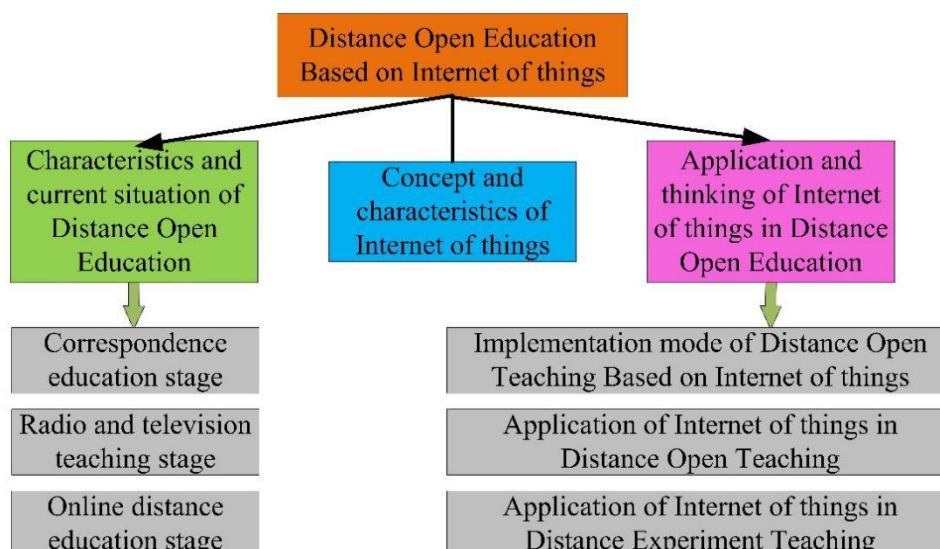 Distance Open Education
Based on Internet of things
Characteristics and
current situation of
Distance Open
Education
Concept and
characteristics of
Internet of things
Application and
thinking of Internet
of things in Distance
Open Education
Correspondence
education stage
Radio and television
teaching stage
Online distance
education stage
Implementation mode of Distance Open
Teaching Based on Internet of things
Application of Internet of things in
Distance Open Teaching
Application of Internet of things in
Distance Experiment Teaching